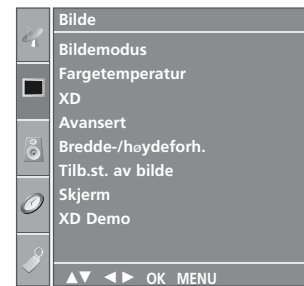 Bilde
Bildemodus
Fargetemperatur
XD
Avansert
Bredde-/høydeforh.
Tilb.st. av bilde
Skjerm
XD Demo
▲▼ ◄► OK MENU